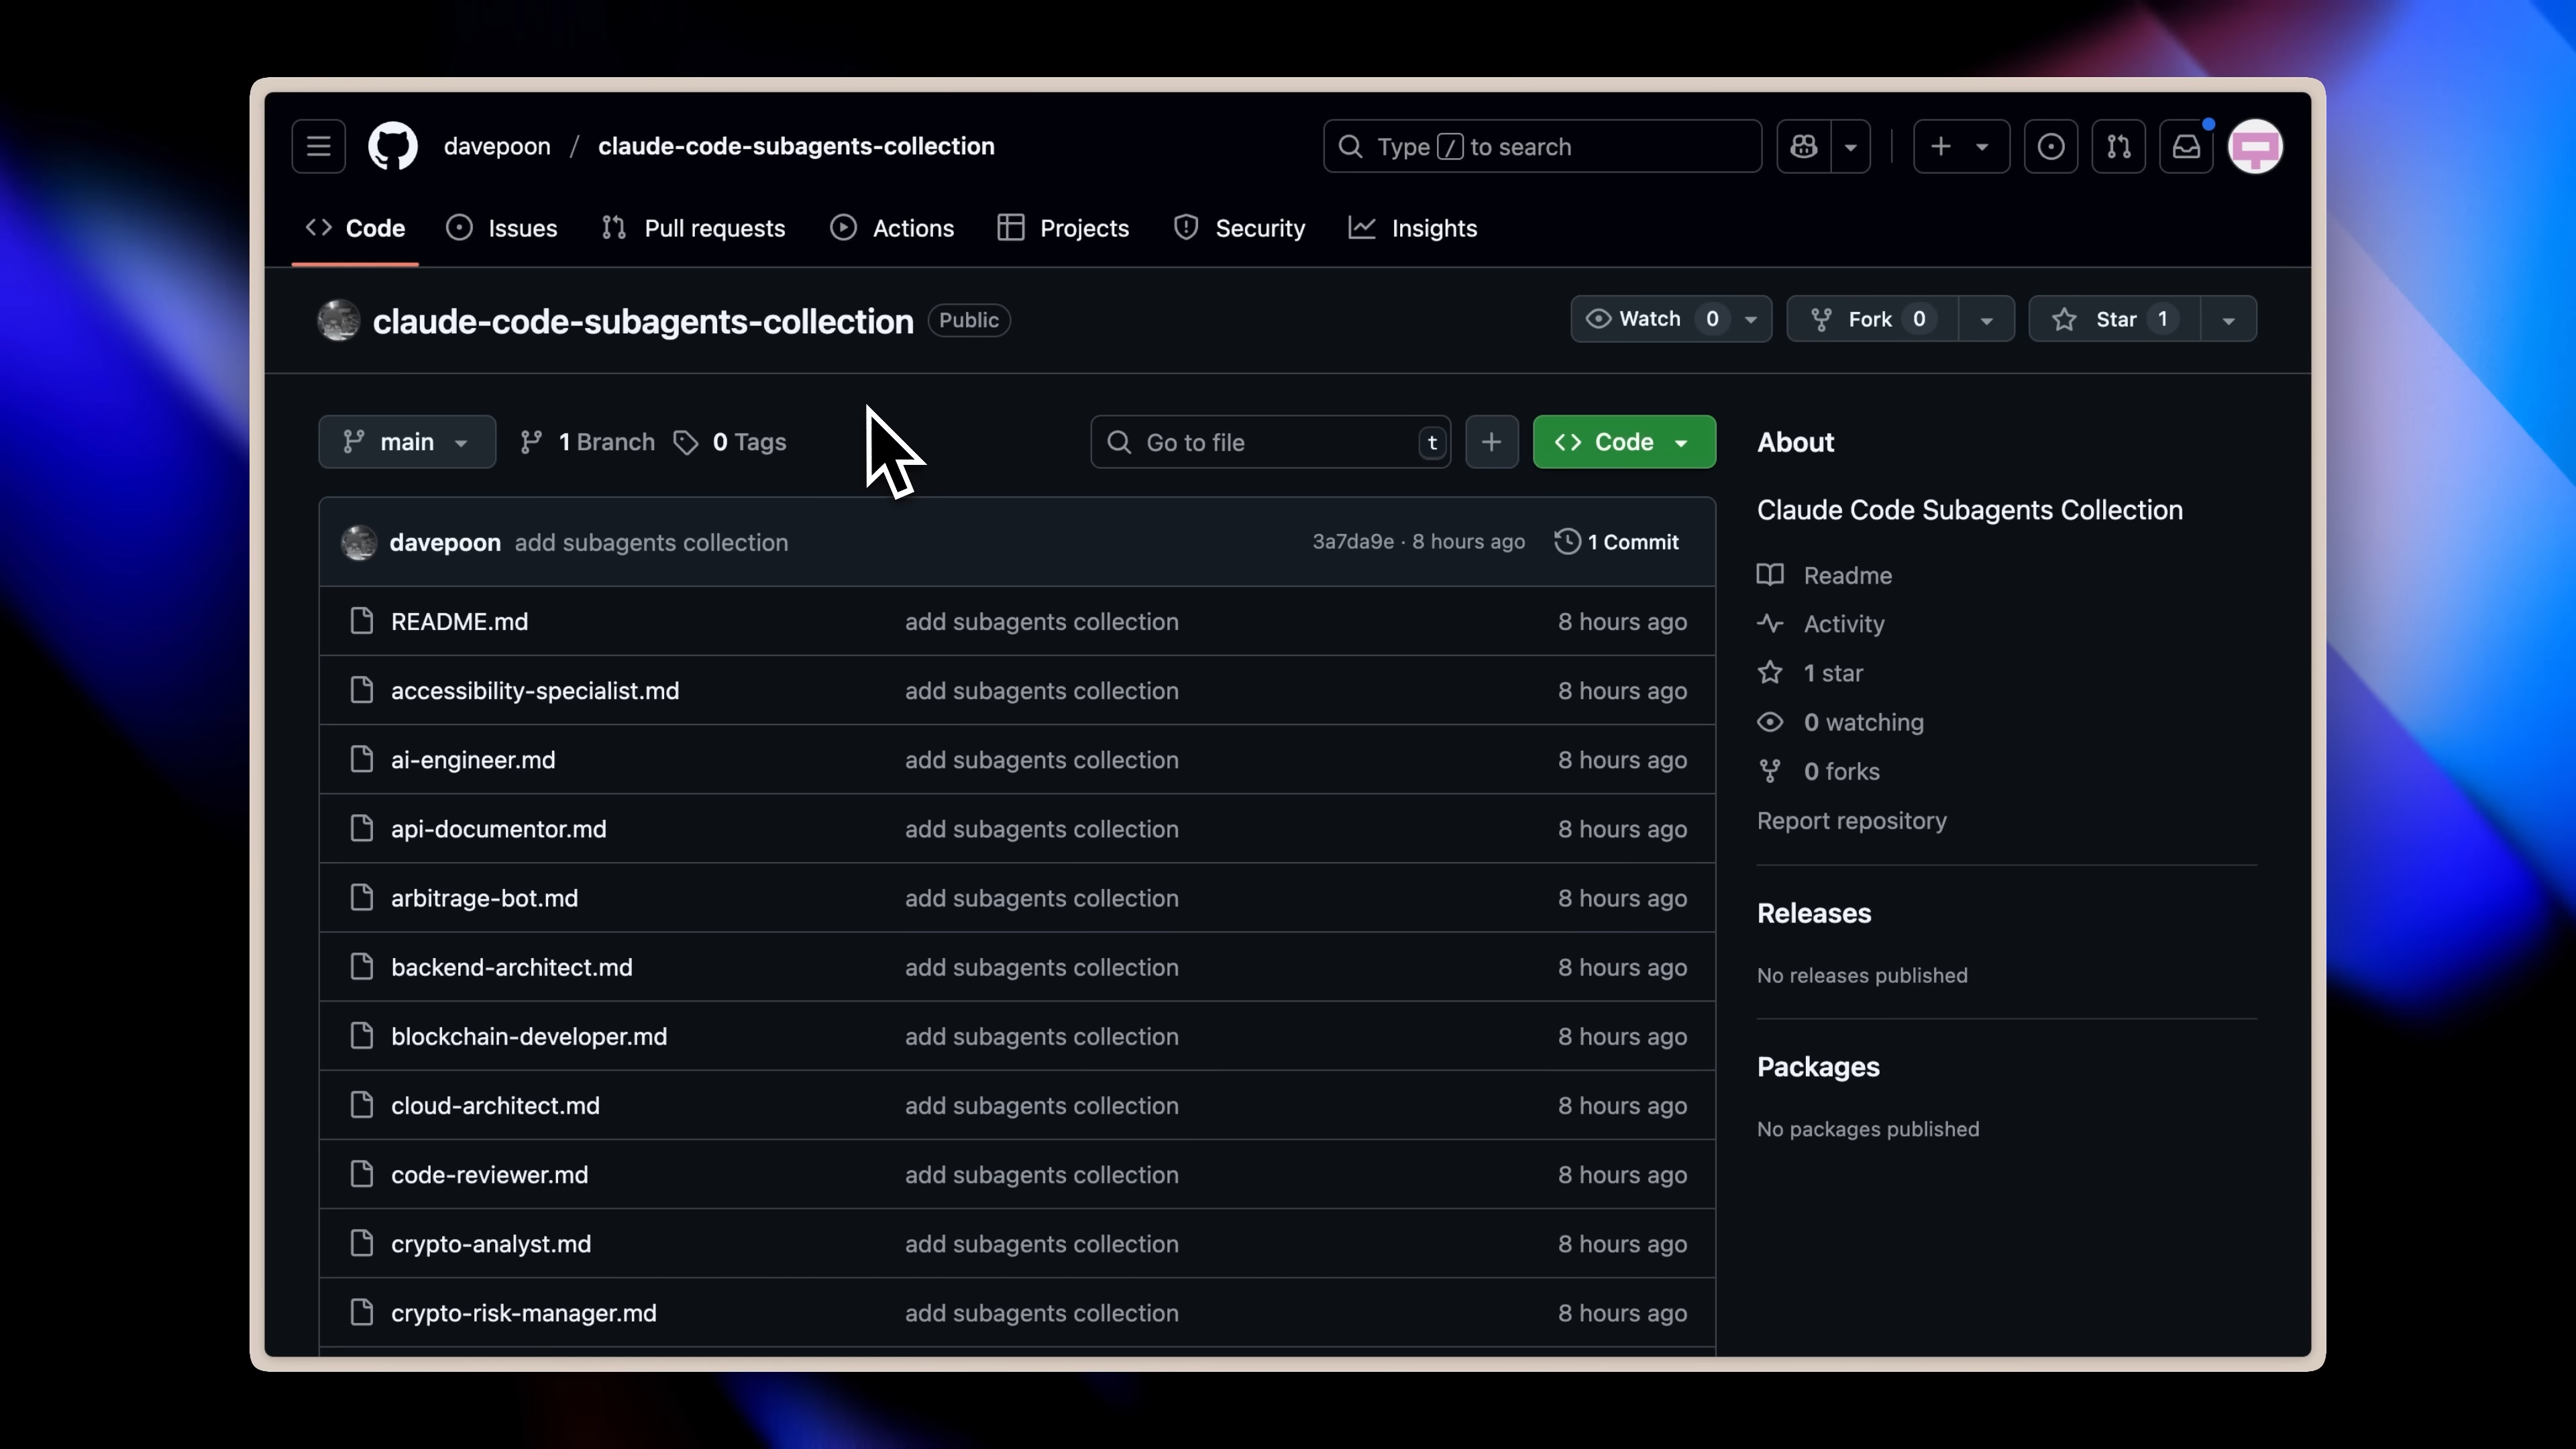 davepoon / claude-code-subagents-collection
Type / to search
Code
Issues
Pull requests
Actions
Projects
Security
Insights
claude-code-subagents-collection Public
Watch 0
Fork 0
Star 1
main
1 Branch
0 Tags
Go to file t
Code
davepoon add subagents collection 3a7da9e · 8 hours ago 1 Commit
README.md add subagents collection 8 hours ago
accessibility-specialist.md add subagents collection 8 hours ago
ai-engineer.md add subagents collection 8 hours ago
api-documentor.md add subagents collection 8 hours ago
arbitrage-bot.md add subagents collection 8 hours ago
backend-architect.md add subagents collection 8 hours ago
blockchain-developer.md add subagents collection 8 hours ago
cloud-architect.md add subagents collection 8 hours ago
code-reviewer.md add subagents collection 8 hours ago
crypto-analyst.md add subagents collection 8 hours ago
crypto-risk-manager.md add subagents collection 8 hours ago
About
Claude Code Subagents Collection
Readme
Activity
1 star
0 watching
0 forks
Report repository
Releases
No releases published
Packages
No packages published